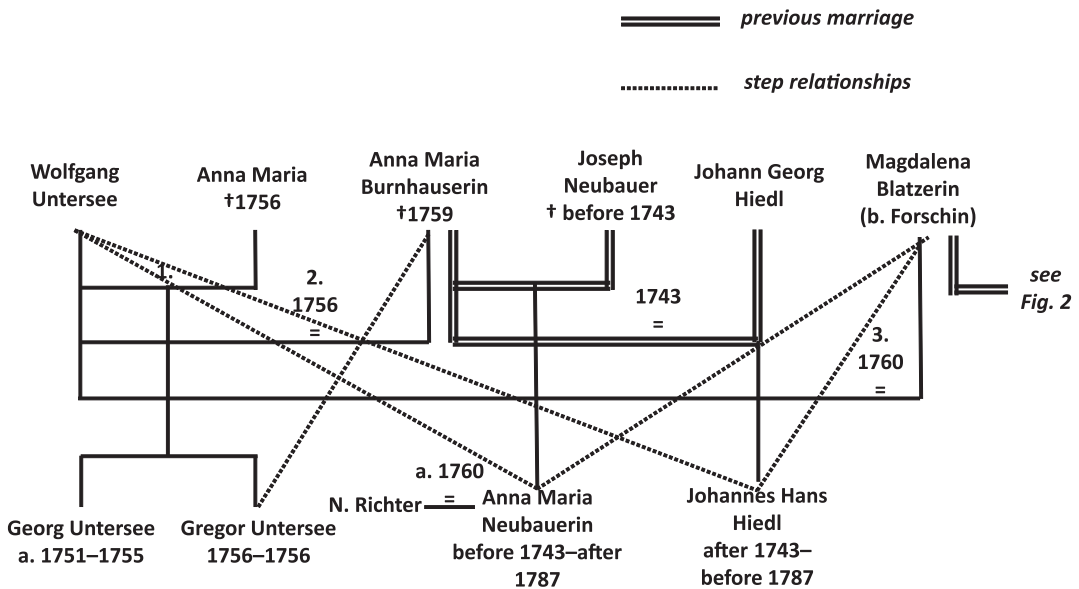 previous marriage
step relationships
Wolfgang
Untersee
Anna Maria
†1756
Anna Maria
Burnhauserin
†1759
Joseph
Neubauer
† before 1743
Johann Georg
Hiedl
Magdalena
Blatzerin
(b. Forschin)
1.
2.
1756
=
1743
=
3.
1760
=
see
Fig. 2
Georg Untersee
a. 1751–1755
Gregor Untersee
1756–1756
N. Richter
a. 1760
=
Anna Maria
Neubauerin
before 1743–after
1787
Johannes Hans
Hiedl
after 1743–
before 1787